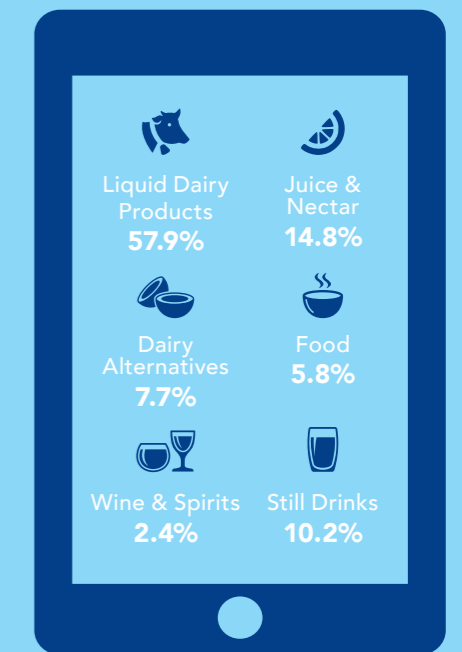 Liquid Dairy
Products
57.9%
Juice &
Nectar
14.8%
Dairy
Alternatives
7.7%
Food
5.8%
Wine & Spirits
2.4%
Still Drinks
10.2%